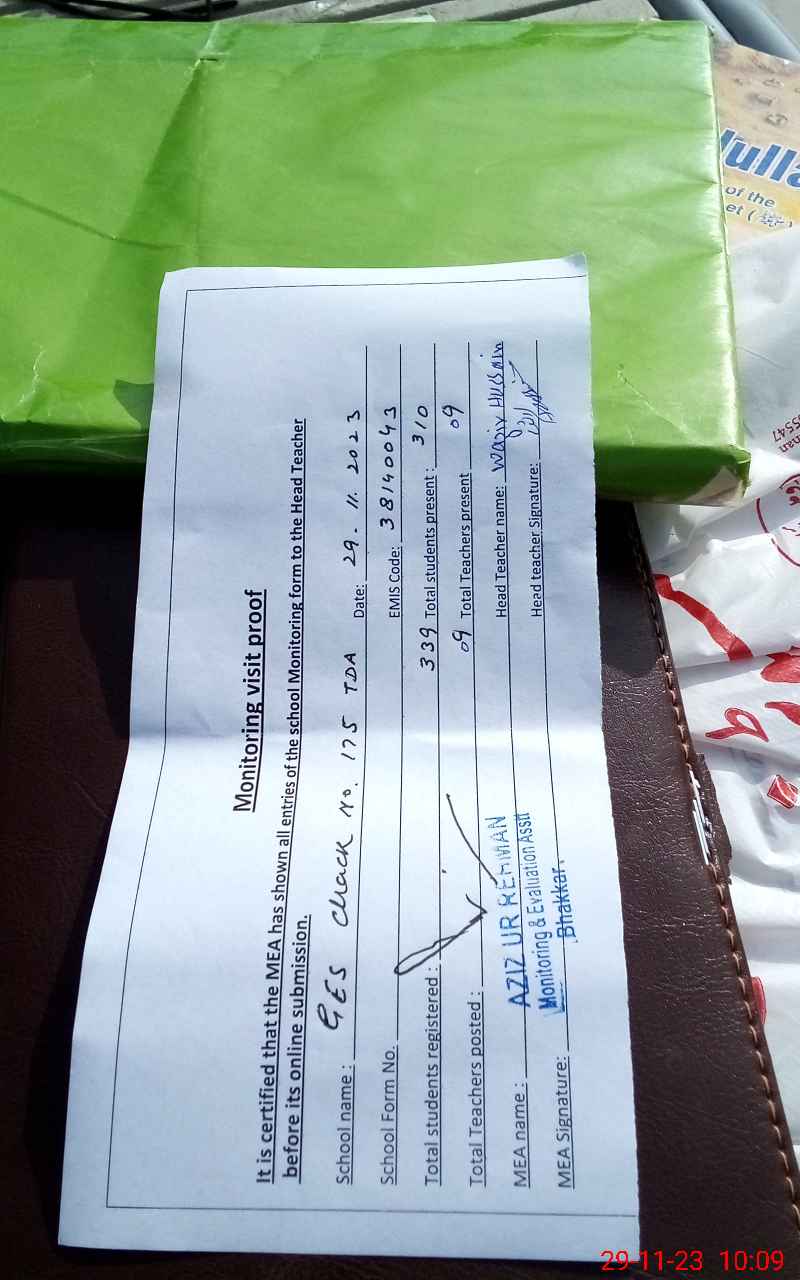 Monitoring visit proof
It is certified that the MEA has shown all entries of the school Monitoring form to the Head Teacher
before its online submission.
School name : GES Chack No. 175 TDA Date: 29.11.2023
School Form No. EMIS Code: 38140043
Total students registered : 339 Total students present : 310
Total Teachers posted : 09 Total Teachers present 09
MEA name : AZIZ UR REHMAN Head Teacher name: Wazir Hussain
Monitoring & Evaluation Asstt
MEA Signature: Bhakkar. Head teacher Signature:
of the
29-11-23 10:09